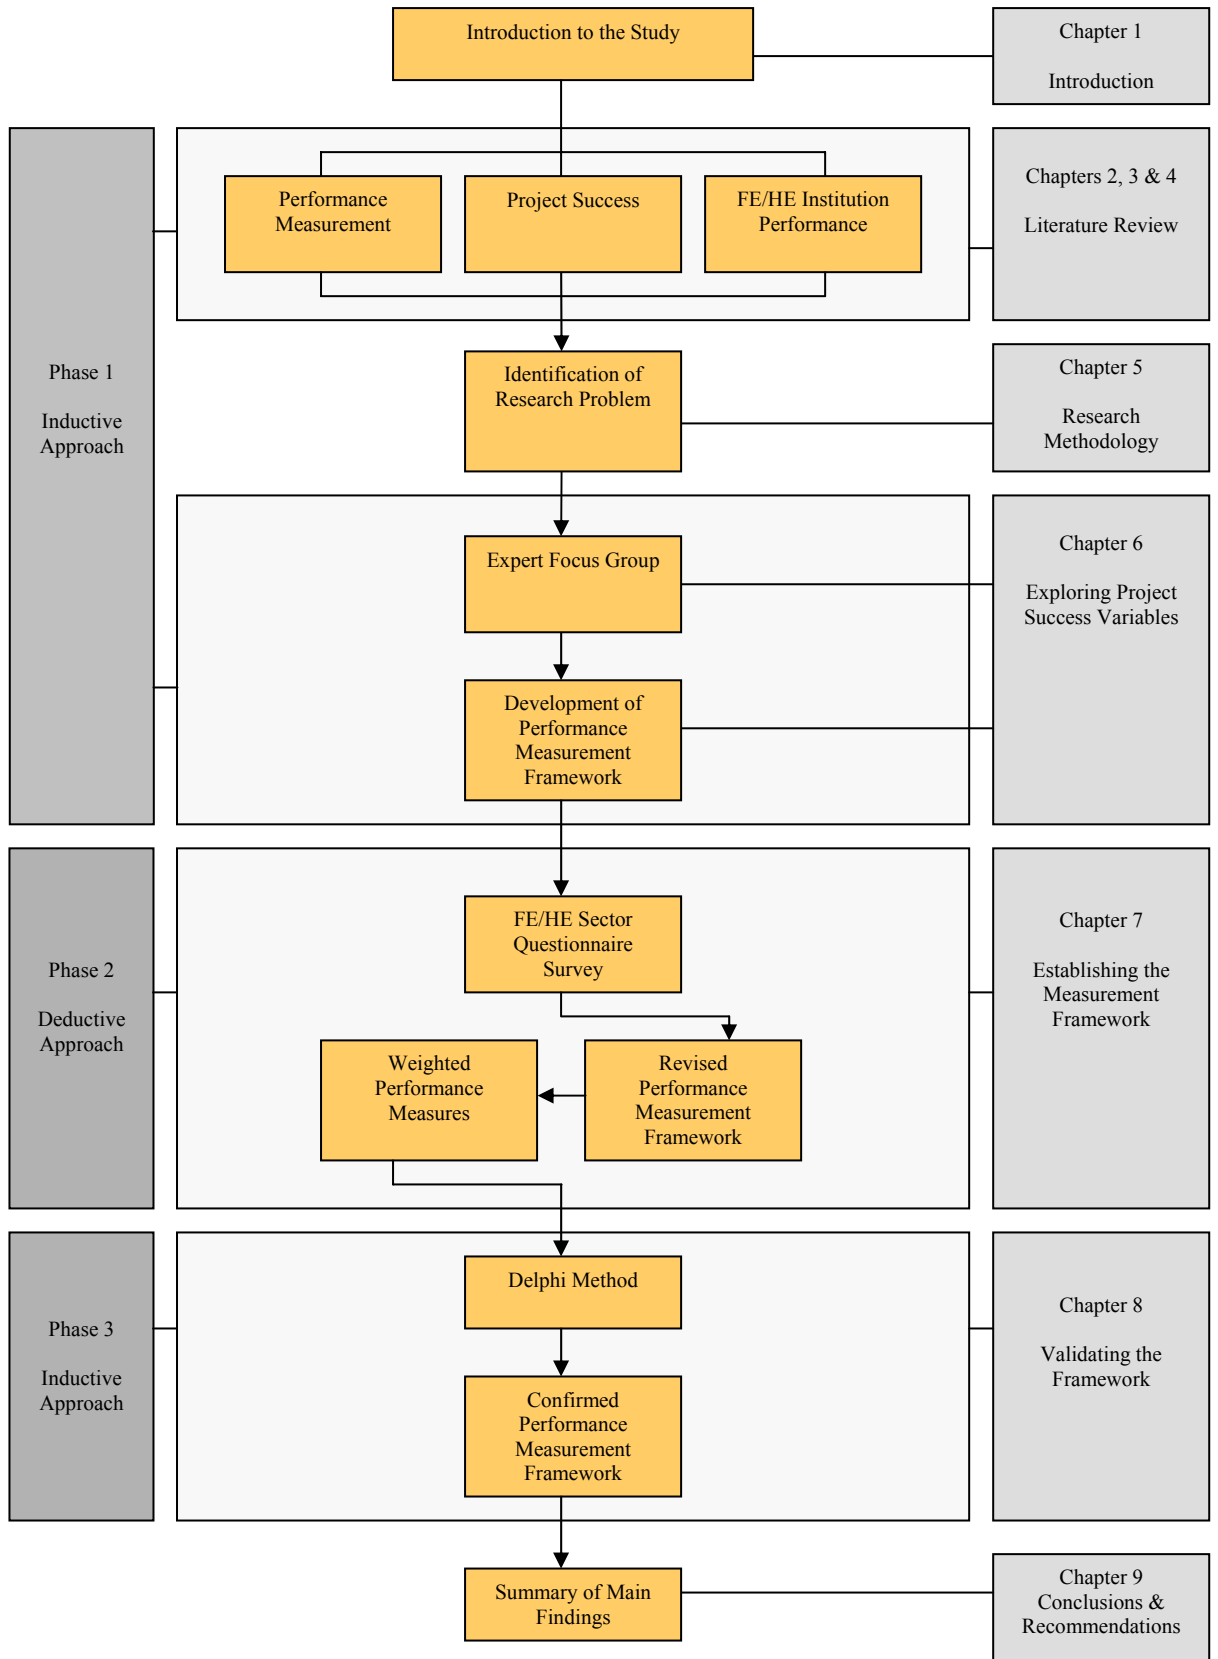 Introduction to the Study
Chapter 1
Introduction
Performance
Measurement
Project Success
FE/HE Institution
Performance
Chapters 2, 3 & 4
Literature Review
Phase 1
Inductive
Approach
Identification of
Research Problem
Chapter 5
Research
Methodology
Expert Focus Group
Chapter 6
Exploring Project
Success Variables
Development of
Performance
Measurement
Framework
Phase 2
Deductive
Approach
FE/HE Sector
Questionnaire
Survey
Chapter 7
Establishing the
Measurement
Framework
Weighted
Performance
Measures
Revised
Performance
Measurement
Framework
Phase 3
Inductive
Approach
Delphi Method
Chapter 8
Validating the
Framework
Confirmed
Performance
Measurement
Framework
Summary of Main
Findings
Chapter 9
Conclusions &
Recommendations